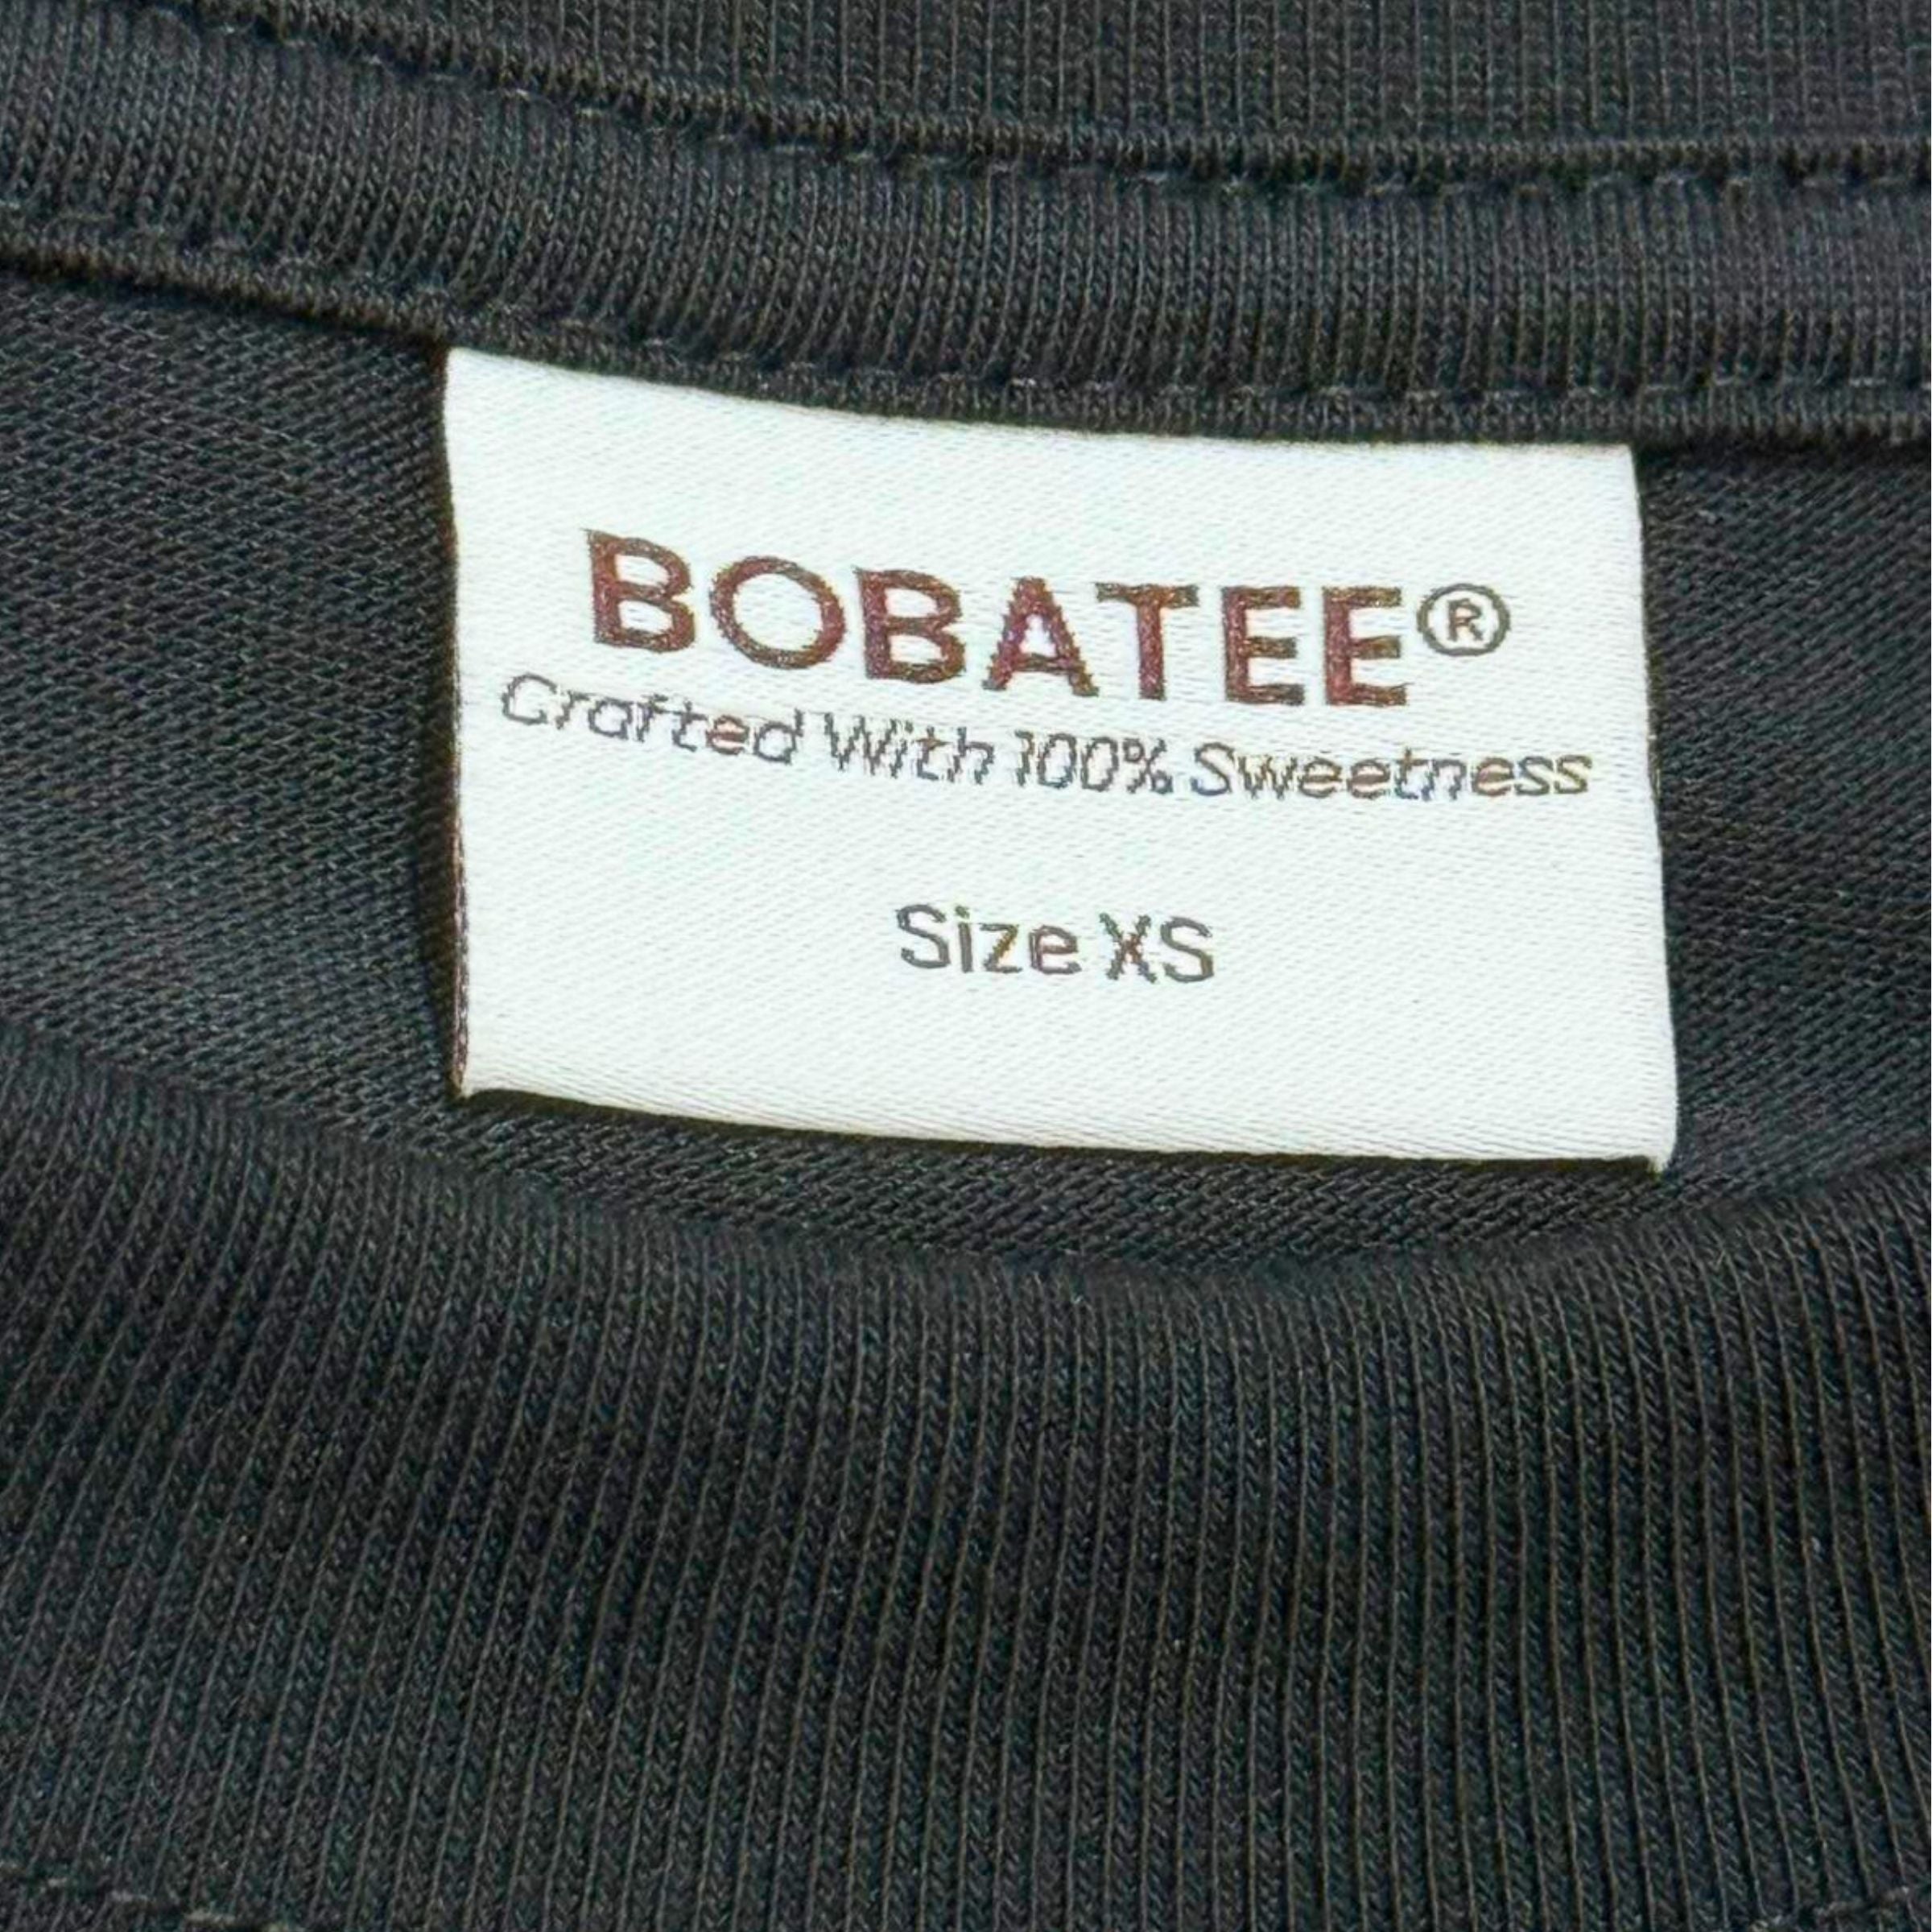 BOBATEE®
Crafted With 100% Sweetness
Size XS